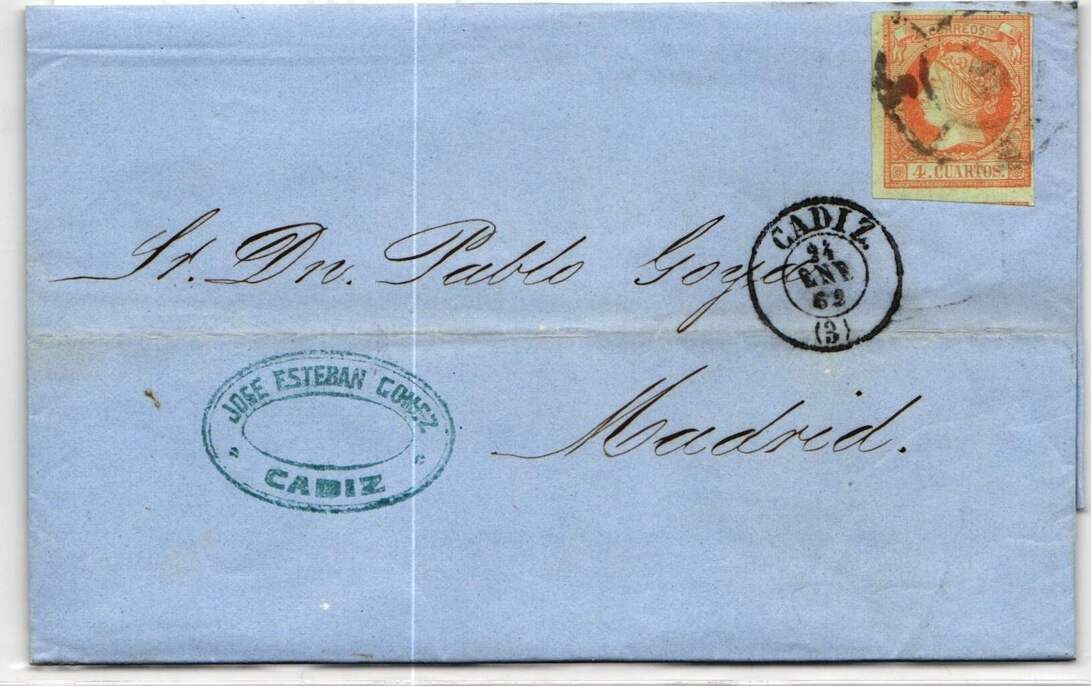 CORREOS
4. CUARTOS.
CADIZ.
24
ENE
62
(3)
Sr. Dn. Pablo Goya
Madrid.
JOSE ESTEBAN GOMEZ
CADIZ